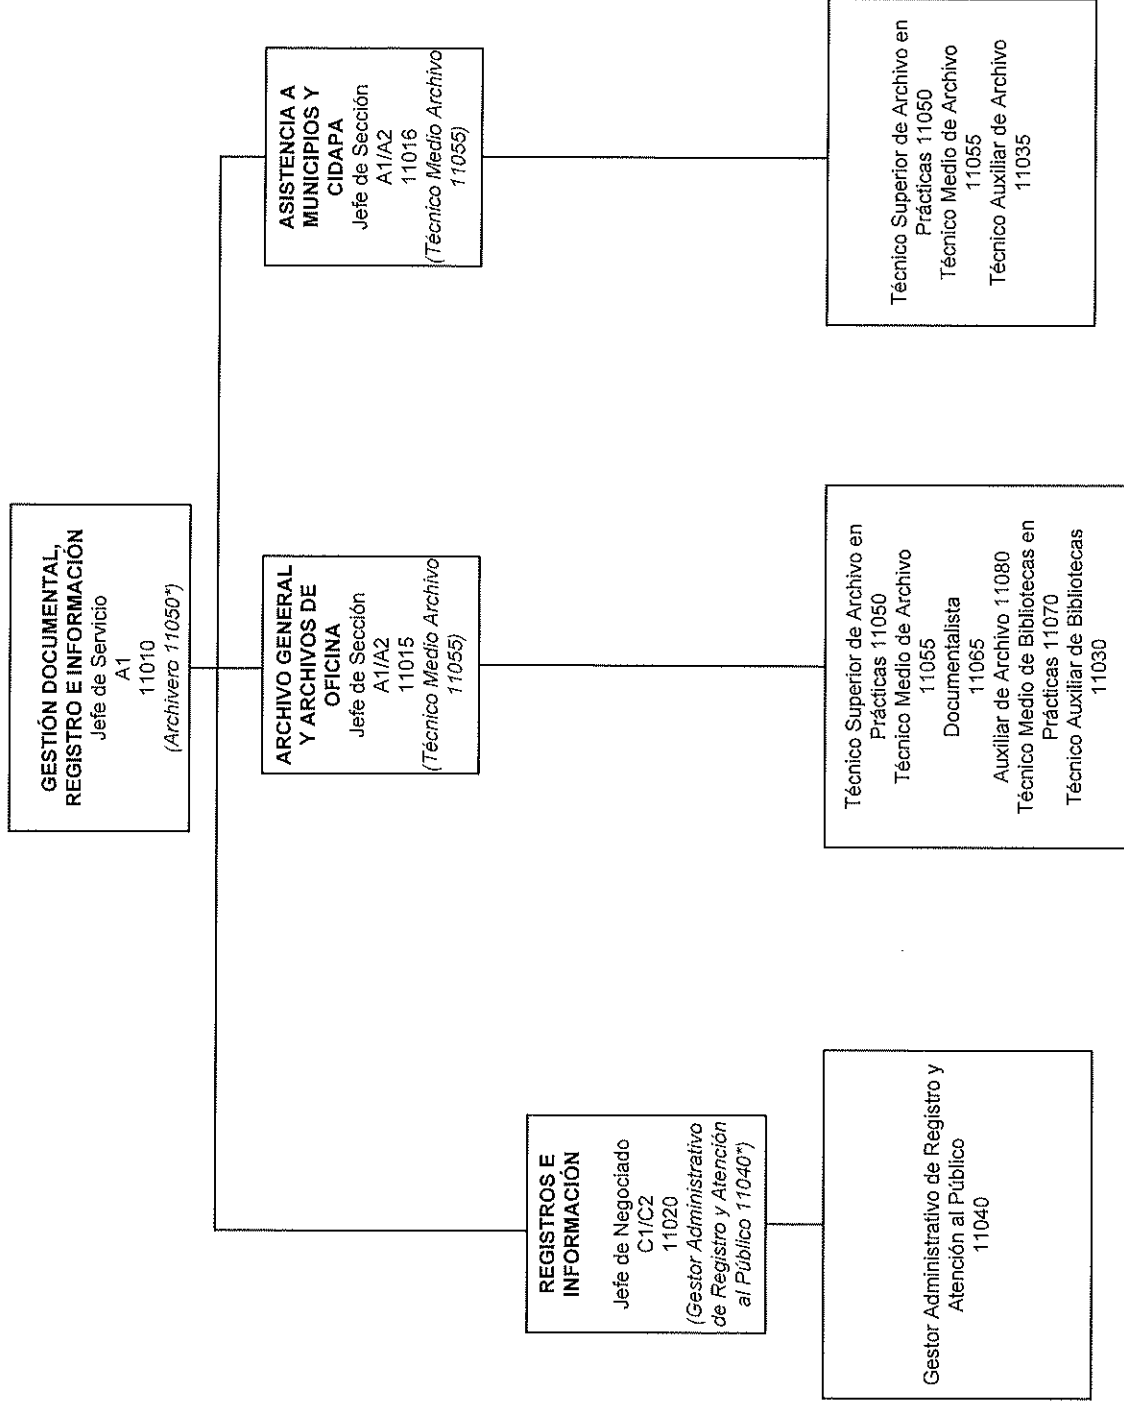 GESTIÓN DOCUMENTAL,
REGISTRO E INFORMACIÓN
Jefe de Servicio
A1
11010
(Archivero 11050*)
REGISTROS E
INFORMACIÓN
Jefe de Negociado
C1/C2
11020
(Gestor Administrativo
de Registro y Atención
al Público 11040*)
ARCHIVO GENERAL
Y ARCHIVOS DE
OFICINA
Jefe de Sección
A1/A2
11015
(Técnico Medio Archivo
11055)
ASISTENCIA A
MUNICIPIOS Y
CIDAPA
Jefe de Sección
A1/A2
11016
(Técnico Medio Archivo
11055)
Gestor Administrativo de Registro y
Atención al Público
11040
Técnico Superior de Archivo en
Prácticas 11050
Técnico Medio de Archivo
11055
Documentalista
11065
Auxiliar de Archivo 11080
Técnico Medio de Bibliotecas en
Prácticas 11070
Técnico Auxiliar de Bibliotecas
11030
Técnico Superior de Archivo en
Prácticas 11050
Técnico Medio de Archivo
11055
Técnico Auxiliar de Archivo
11035